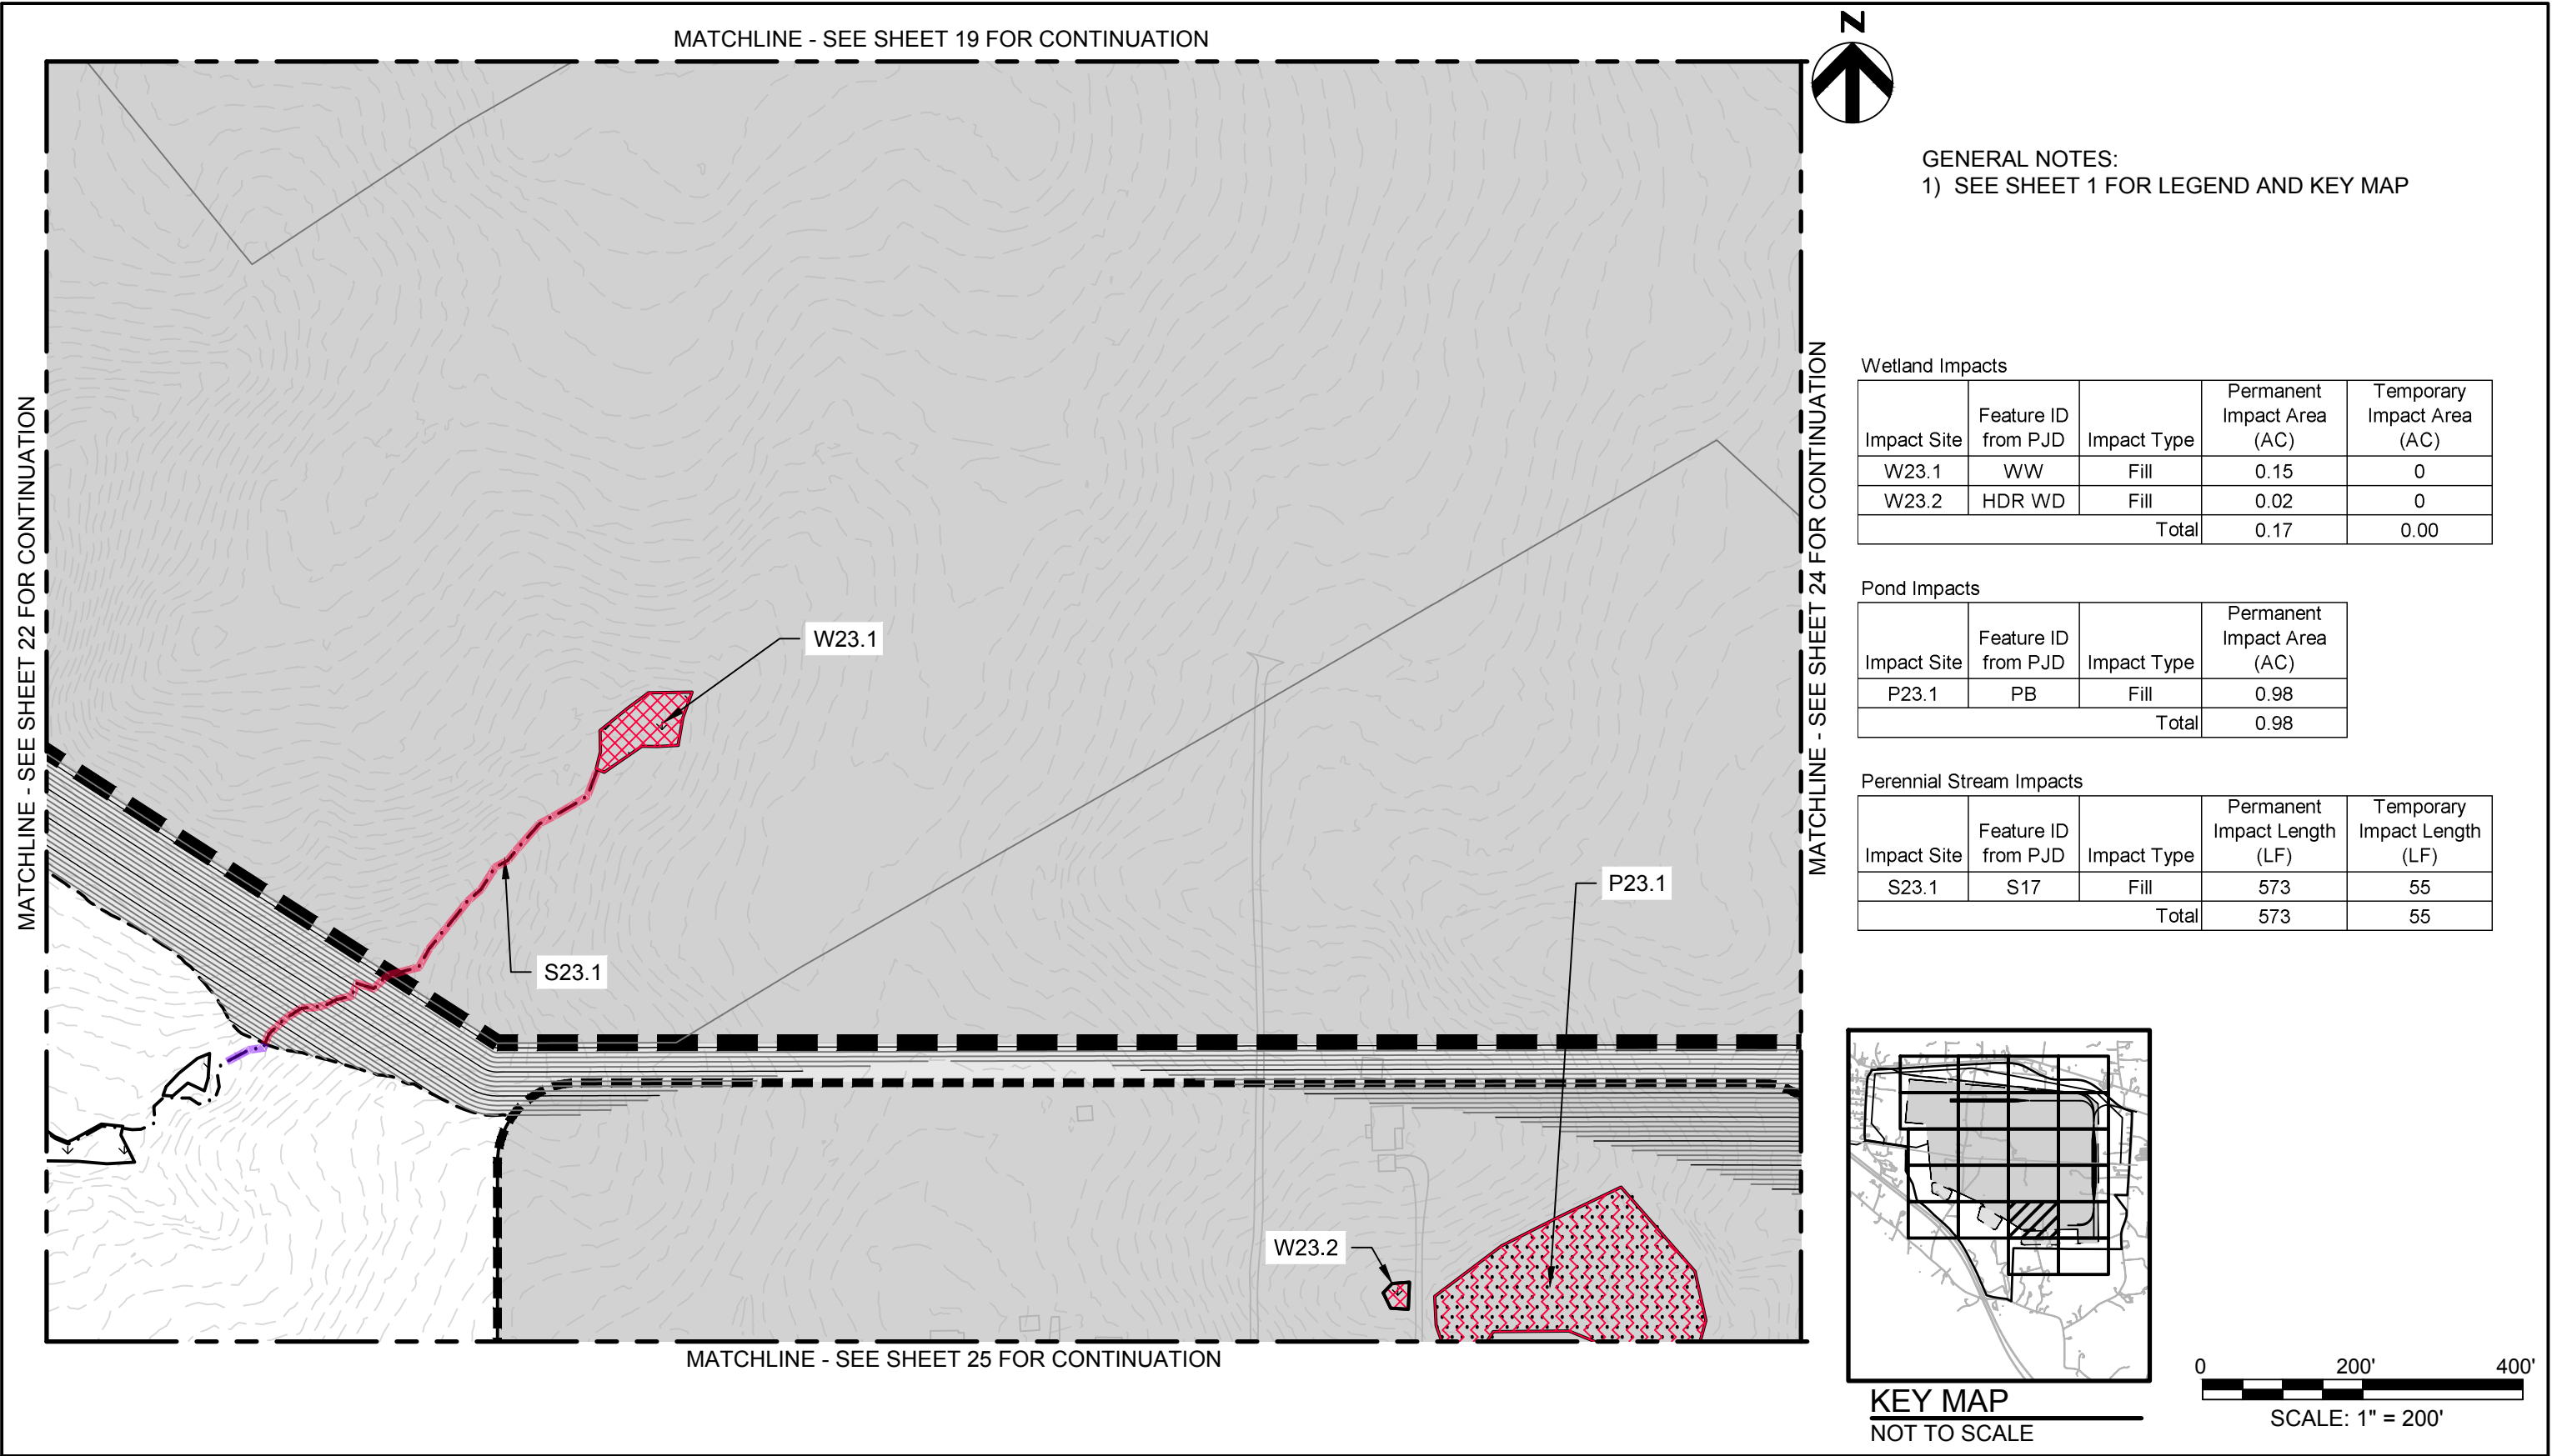 MATCHLINE - SEE SHEET 19 FOR CONTINUATION
N
GENERAL NOTES:
1) SEE SHEET 1 FOR LEGEND AND KEY MAP
MATCHLINE - SEE SHEET 22 FOR CONTINUATION
MATCHLINE - SEE SHEET 24 FOR CONTINUATION
W23.1
S23.1
P23.1
W23.2
MATCHLINE - SEE SHEET 25 FOR CONTINUATION
Wetland Impacts
Impact Site Feature ID from PJD Impact Type Permanent Impact Area (AC) Temporary Impact Area (AC)
W23.1 WW Fill 0.15 0
W23.2 HDR WD Fill 0.02 0
Total 0.17 0.00
Pond Impacts
Impact Site Feature ID from PJD Impact Type Permanent Impact Area (AC)
P23.1 PB Fill 0.98
Total 0.98
Perennial Stream Impacts
Impact Site Feature ID from PJD Impact Type Permanent Impact Length (LF) Temporary Impact Length (LF)
S23.1 S17 Fill 573 55
Total 573 55
KEY MAP
NOT TO SCALE
0 200' 400'
SCALE: 1" = 200'